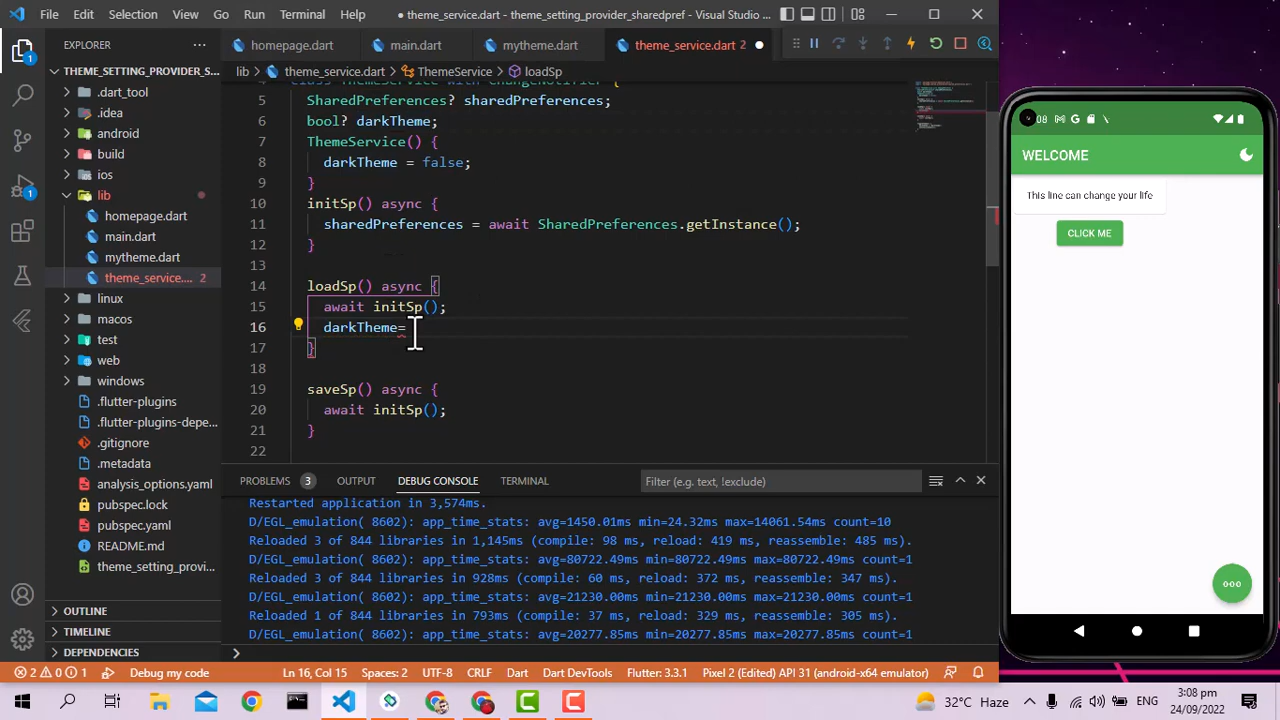 File Edit Selection View Go Run Terminal Help
● theme_service.dart - theme_setting_provider_sharedpref - Visual Studio ...
EXPLORER
THEME_SETTING_PROVIDER_S...
.dart_tool
.idea
android
build
ios
lib
homepage.dart
main.dart
mytheme.dart
theme_service.... 2
linux
macos
test
web
windows
.flutter-plugins
.flutter-plugins-depe...
.gitignore
.metadata
analysis_options.yaml
pubspec.lock
pubspec.yaml
README.md
theme_setting_provi...
OUTLINE
TIMELINE
DEPENDENCIES
homepage.dart main.dart mytheme.dart theme_service.dart 2 ●
lib > theme_service.dart > ThemeService > loadSp
4 class ThemeService with ChangeNotifier {
5 SharedPreferences? sharedPreferences;
6 bool? darkTheme;
7 ThemeService() {
8 darkTheme = false;
9 }
10 initSp() async {
11 sharedPreferences = await SharedPreferences.getInstance();
12 }
13
14 loadSp() async {
15 await initSp();
16 darkTheme=
17 }
18
19 saveSp() async {
20 await initSp();
21 }
22
PROBLEMS 3 OUTPUT DEBUG CONSOLE TERMINAL Filter (e.g. text, !exclude)
Restarted application in 3,574ms.
D/EGL_emulation( 8602): app_time_stats: avg=1450.01ms min=24.32ms max=14061.54ms count=10
Reloaded 3 of 844 libraries in 1,145ms (compile: 98 ms, reload: 419 ms, reassemble: 485 ms).
D/EGL_emulation( 8602): app_time_stats: avg=80722.49ms min=80722.49ms max=80722.49ms count=1
Reloaded 3 of 844 libraries in 928ms (compile: 60 ms, reload: 372 ms, reassemble: 347 ms).
D/EGL_emulation( 8602): app_time_stats: avg=21230.00ms min=21230.00ms max=21230.00ms count=1
Reloaded 1 of 844 libraries in 793ms (compile: 37 ms, reload: 329 ms, reassemble: 305 ms).
D/EGL_emulation( 8602): app_time_stats: avg=20277.85ms min=20277.85ms max=20277.85ms count=1
2 0 1 Debug my code Ln 16, Col 15 Spaces: 2 UTF-8 CRLF Dart Dart DevTools Flutter: 3.3.1 Pixel 2 (Edited) API 31 (android-x64 emulator)
:08
WELCOME
This line can change your life
CLICK ME
32°C Haze ENG 3:08 pm
24/09/2022